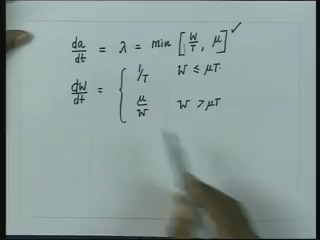 da/dt = λ = min [W/T, μ] ✓
dW/dt = { 1/T W ≤ μT.
μ/W W > μT